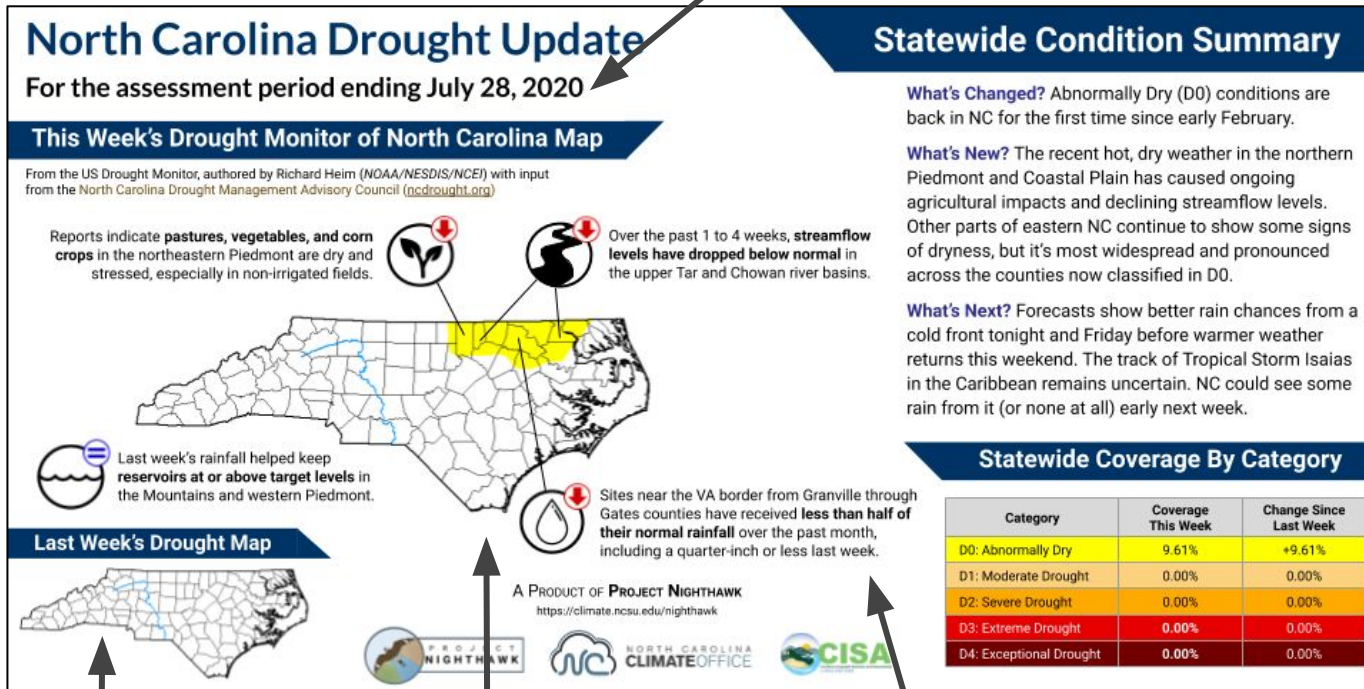 North Carolina Drought Update
For the assessment period ending July 28, 2020
This Week's Drought Monitor of North Carolina Map
From the US Drought Monitor, authored by Richard Heim (NOAA/NESDIS/NCEI) with input
from the North Carolina Drought Management Advisory Council (ncdrought.org)
Reports indicate pastures, vegetables, and corn
crops in the northeastern Piedmont are dry and
stressed, especially in non-irrigated fields.
Over the past 1 to 4 weeks, streamflow
levels have dropped below normal in
the upper Tar and Chowan river basins.
Last week's rainfall helped keep
reservoirs at or above target levels in
the Mountains and western Piedmont.
Sites near the VA border from Granville through
Gates counties have received less than half of
their normal rainfall over the past month,
including a quarter-inch or less last week.
Last Week's Drought Map
A Product of Project Nighthawk
https://climate.ncsu.edu/nighthawk
PROJECT
NIGHTHAWK
NC
NORTH CAROLINA
CLIMATE OFFICE
CISA
Statewide Condition Summary
What's Changed? Abnormally Dry (D0) conditions are
back in NC for the first time since early February.
What's New? The recent hot, dry weather in the northern
Piedmont and Coastal Plain has caused ongoing
agricultural impacts and declining streamflow levels.
Other parts of eastern NC continue to show some signs
of dryness, but it's most widespread and pronounced
across the counties now classified in D0.
What's Next? Forecasts show better rain chances from a
cold front tonight and Friday before warmer weather
returns this weekend. The track of Tropical Storm Isaias
in the Caribbean remains uncertain. NC could see some
rain from it (or none at all) early next week.
Statewide Coverage By Category
Category Coverage This Week Change Since Last Week
D0: Abnormally Dry 9.61% +9.61%
D1: Moderate Drought 0.00% 0.00%
D2: Severe Drought 0.00% 0.00%
D3: Extreme Drought 0.00% 0.00%
D4: Exceptional Drought 0.00% 0.00%